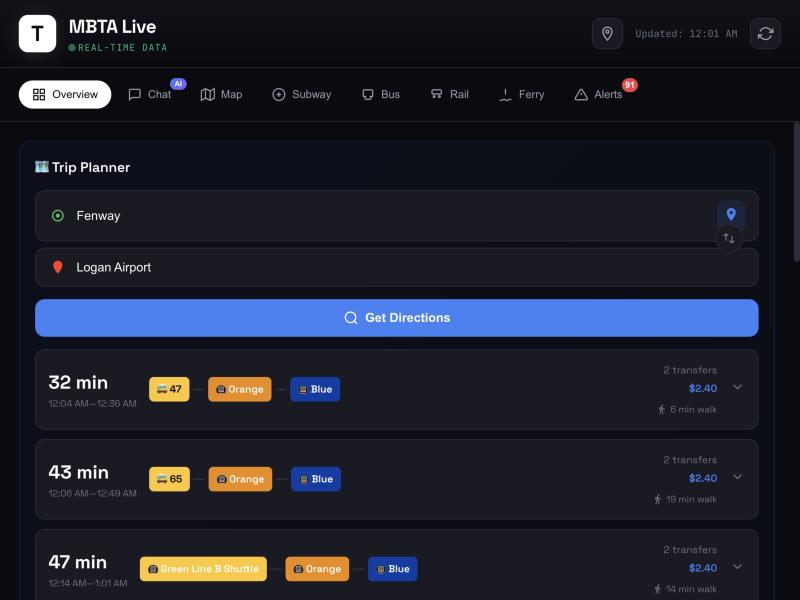 T
MBTA Live
REAL-TIME DATA
Updated: 12:01 AM
Overview
Chat
AI
Map
Subway
Bus
Rail
Ferry
Alerts
91
Trip Planner
Fenway
Logan Airport
Get Directions
32 min
12:04 AM—12:36 AM
47
Orange
Blue
2 transfers
$2.40
6 min walk
43 min
12:06 AM—12:49 AM
65
Orange
Blue
2 transfers
$2.40
19 min walk
47 min
12:14 AM—1:01 AM
Green Line B Shuttle
Orange
Blue
2 transfers
$2.40
14 min walk